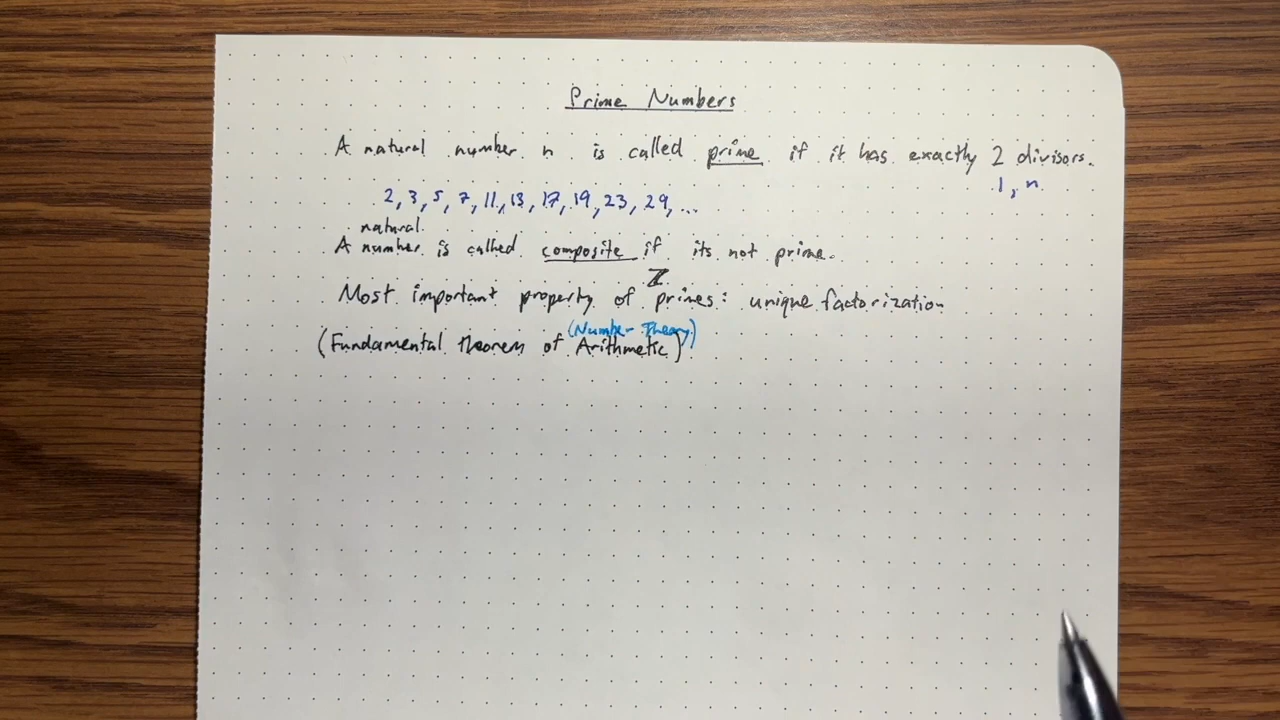 Prime Numbers
A natural number n is called prime if it has exactly 2 divisors.
1, n
2, 3, 5, 7, 11, 13, 17, 19, 23, 29, ...
natural
A number is called composite if its not prime.
ℤ
Most important property of primes: unique factorization
(Number Theory)
(Fundamental theorem of Arithmetic)